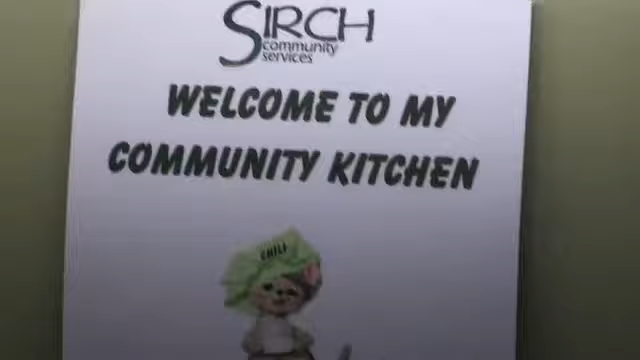 SIRCH
community
services
WELCOME TO MY
COMMUNITY KITCHEN
CHILI